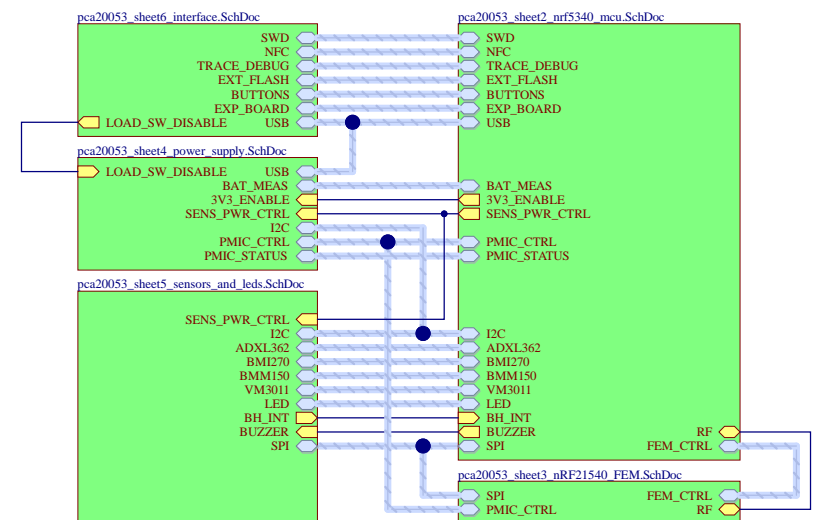 pca20053_sheet6_interface.SchDoc
SWD
NFC
TRACE_DEBUG
EXT_FLASH
BUTTONS
EXP_BOARD
LOAD_SW_DISABLE USB
pca20053_sheet4_power_supply.SchDoc
LOAD_SW_DISABLE USB
BAT_MEAS
3V3_ENABLE
SENS_PWR_CTRL
I2C
PMIC_CTRL
PMIC_STATUS
pca20053_sheet5_sensors_and_leds.SchDoc
SENS_PWR_CTRL
I2C
ADXL362
BMI270
BMM150
VM3011
LED
BH_INT
BUZZER
SPI
pca20053_sheet2_nrf5340_mcu.SchDoc
SWD
NFC
TRACE_DEBUG
EXT_FLASH
BUTTONS
EXP_BOARD
USB
BAT_MEAS
3V3_ENABLE
SENS_PWR_CTRL
PMIC_CTRL
PMIC_STATUS
I2C
ADXL362
BMI270
BMM150
VM3011
LED
BH_INT
BUZZER RF
SPI FEM_CTRL
pca20053_sheet3_nRF21540_FEM.SchDoc
SPI FEM_CTRL
PMIC_CTRL RF